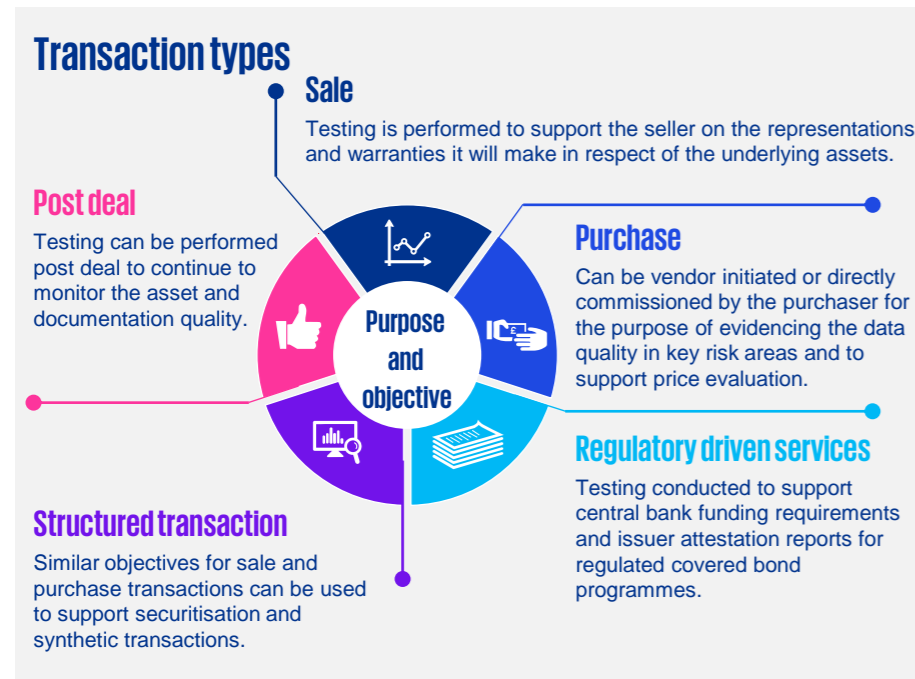 Transaction types
Sale
Testing is performed to support the seller on the representations
and warranties it will make in respect of the underlying assets.
Post deal
Testing can be performed
post deal to continue to
monitor the asset and
documentation quality.
Purpose
and
objective
£
Purchase
Can be vendor initiated or directly
commissioned by the purchaser for
the purpose of evidencing the data
quality in key risk areas and to
support price evaluation.
Regulatory driven services
Testing conducted to support
central bank funding requirements
and issuer attestation reports for
regulated covered bond
programmes.
Structured transaction
Similar objectives for sale and
purchase transactions can be used
to support securitisation and
synthetic transactions.